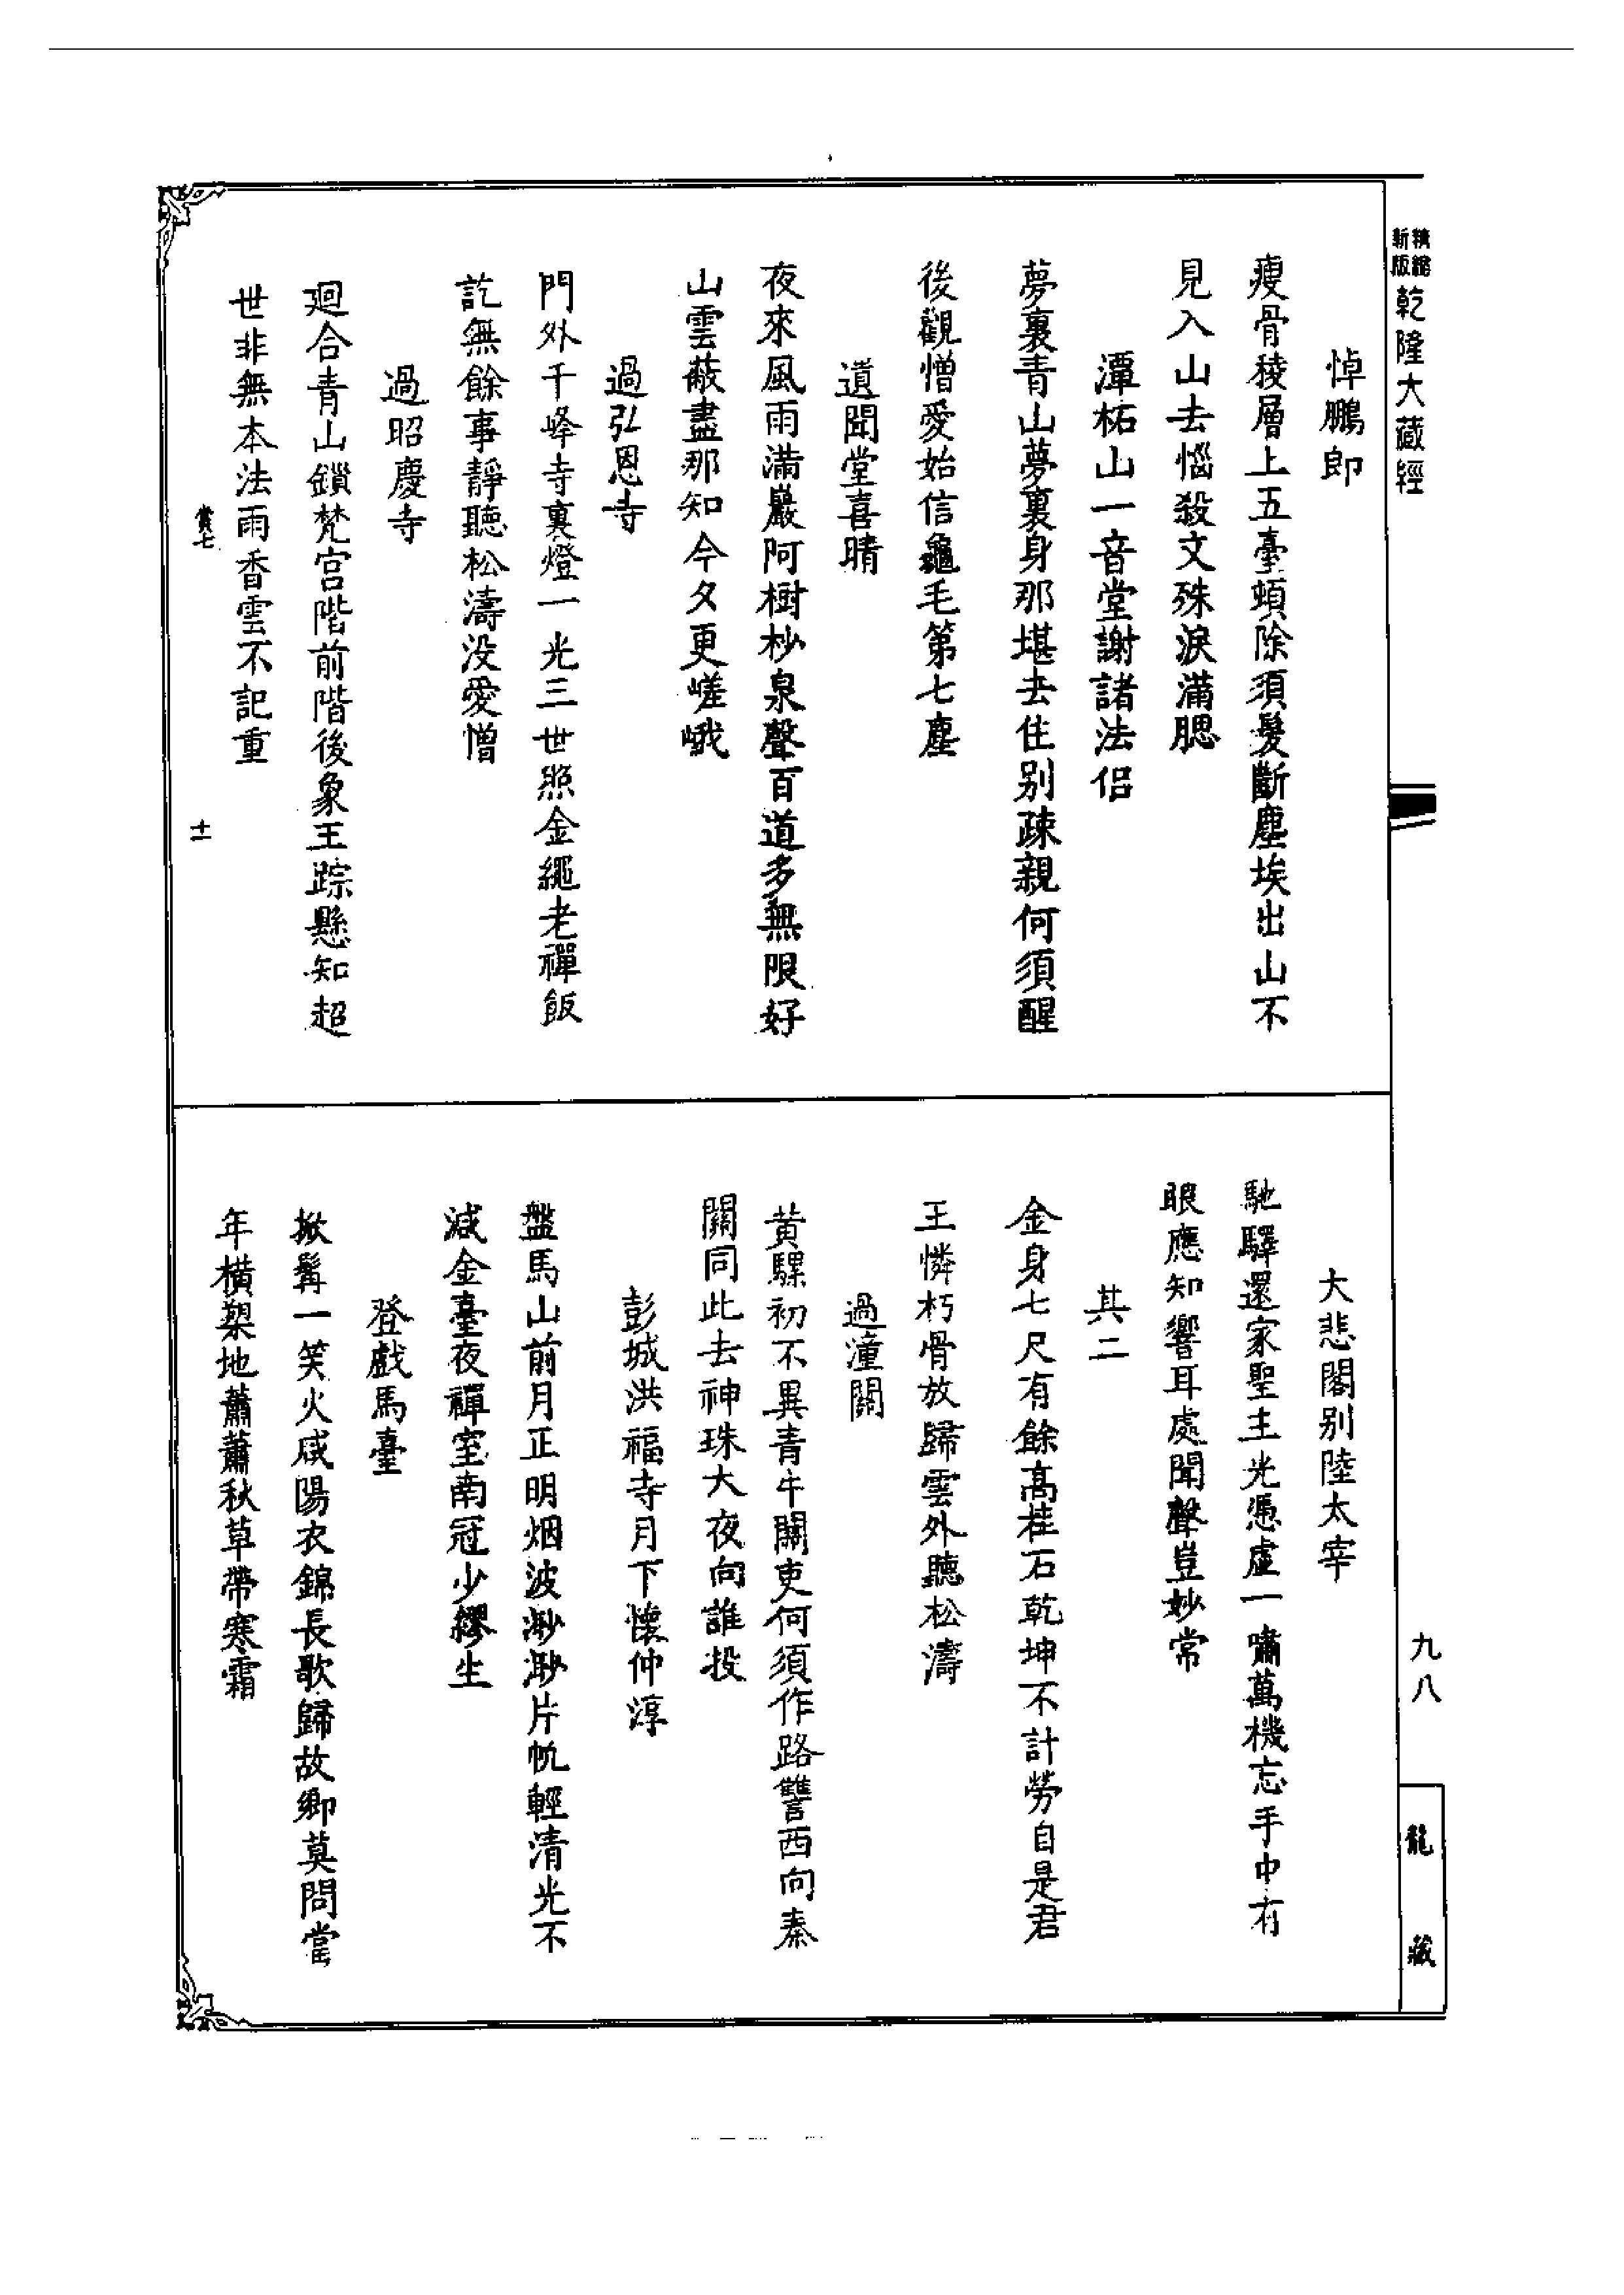 精縮
新版
乾隆大藏經
悼鵬郎
瘦骨稜層上五臺頻除須髮斷塵埃出山不
見入山去惱殺文殊淚滿腮
潭柘山一音堂謝諸法侶
夢裏青山夢裏身那堪去住别疎親何須醒
後觀憎愛始信龜毛第七塵
遺聞堂喜晴
夜來風雨滿巖阿樹杪泉聲百道多無限好
山雲蔽盡那知今夕更嵯峨
過弘恩寺
門外千峰寺裏燈一光三世照金繩老禪飯
訖無餘事靜聽松濤没愛憎
過昭慶寺
廻合青山鎖梵宮階前階後象王踪懸知超
世非無本法雨香雲不記重
賞七
十一
大悲閣别陸太宰
馳驛還家聖主光憑虛一嘯萬機忘手中有
眼應知響耳處聞聲豈妙常
其二
金身七尺有餘高柱石乾坤不計勞自是君
王憐朽骨放歸雲外聽松濤
過潼關
黄騾初不異青牛關吏何須作路讐西向秦
關同此去神珠大夜向誰投
彭城洪福寺月下懷仲淳
盤馬山前月正明烟波渺渺片帆輕清光不
減金臺夜禪室南冠少繆生
登戲馬臺
掀髯一笑火咸陽衣錦長歌歸故鄉莫問當
年横槊地蕭蕭秋草帶寒霜
九八
龍藏